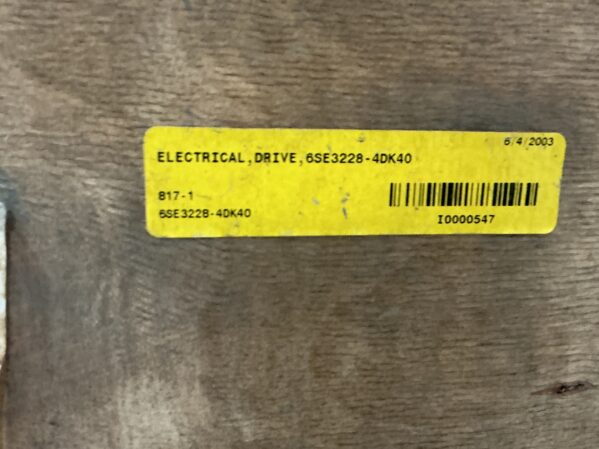 6/4/2003
ELECTRICAL,DRIVE,6SE3228-4DK40
817-1
6SE3228-4DK40
I0000547